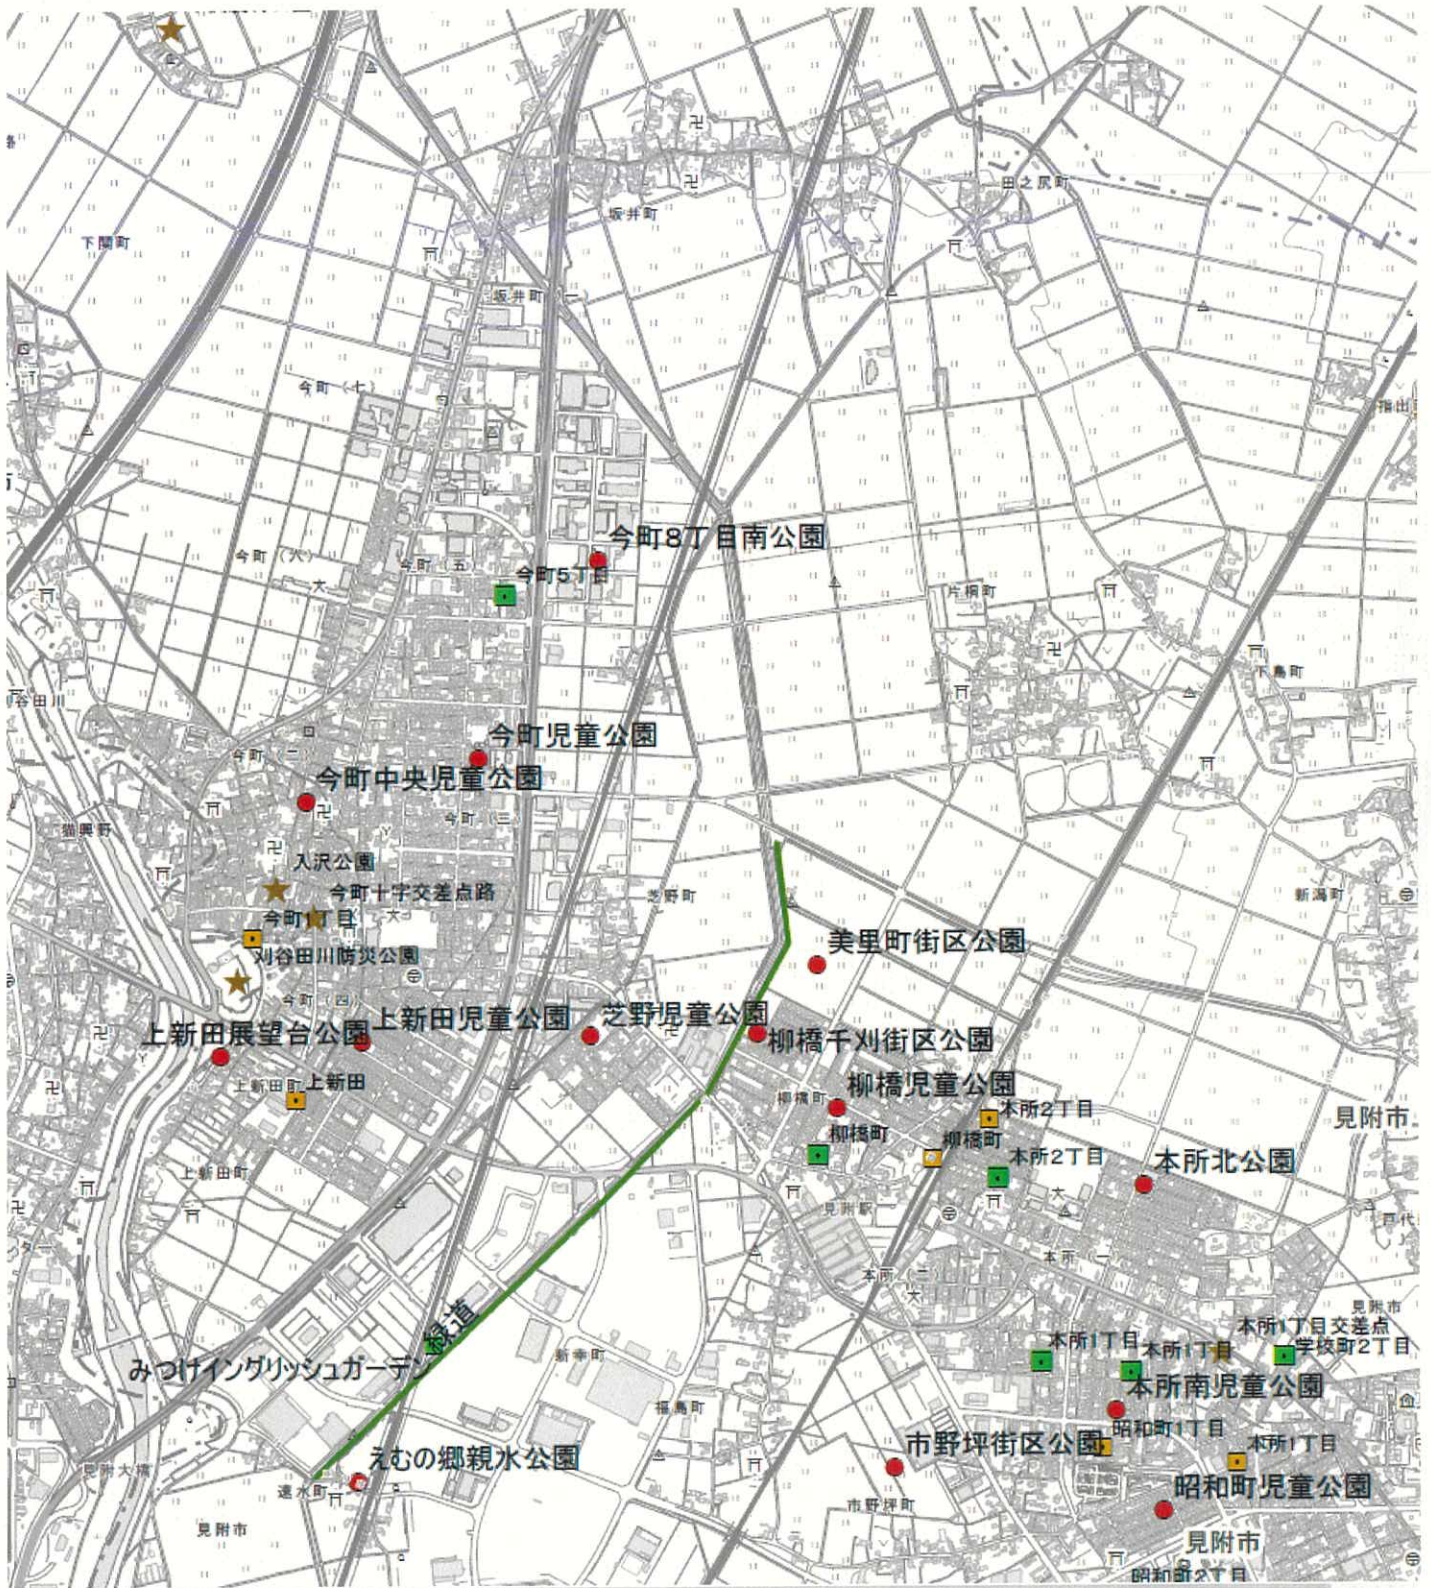 田之尻町
坂井町
下関町
坂井町
今町（七）
今町8丁目南公園
今町（六）
今町（五）
今町5丁目
片桐町
下鳥町
谷田川
今町児童公園
今町（二）
今町中央児童公園
今町（三）
猫興野
入沢公園
今町十字交差点路
新潟町
芝野町
今町1丁目
美里町街区公園
刈谷田川防災公園
今町（四）
上新田児童公園
芝野児童公園
上新田展望台公園
柳橋千刈街区公園
上新田町
上新田
柳橋児童公園
柳橋町
本所2丁目
見附市
柳橋町
柳橋町
本所2丁目
本所北公園
上新田町
見附駅
本所（一）
本所（二）
見附市
緑道
本所1丁目交差点
本所1丁目
本所1丁目
学校町2丁目
新幸町
みつけイングリッシュガーデン
本所南児童公園
福島町
昭和町1丁目
市野坪街区公園
本所1丁目
えむの郷親水公園
見附大橋
昭和町児童公園
速水町
市野坪町
見附市
見附市
昭和町2丁目